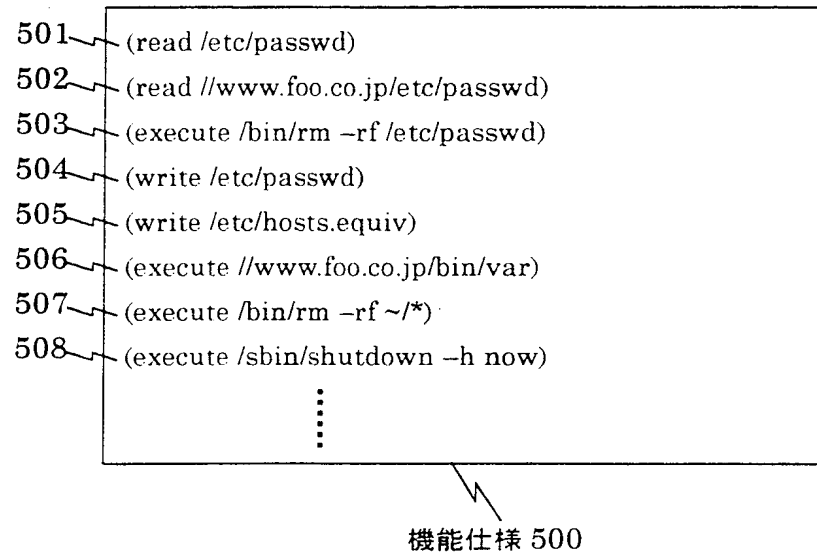 501 (read /etc/passwd)
502 (read //www.foo.co.jp/etc/passwd)
503 (execute /bin/rm –rf /etc/passwd)
504 (write /etc/passwd)
505 (write /etc/hosts.equiv)
506 (execute //www.foo.co.jp/bin/var)
507 (execute /bin/rm –rf ~/*)
508 (execute /sbin/shutdown –h now)
機能仕様 500